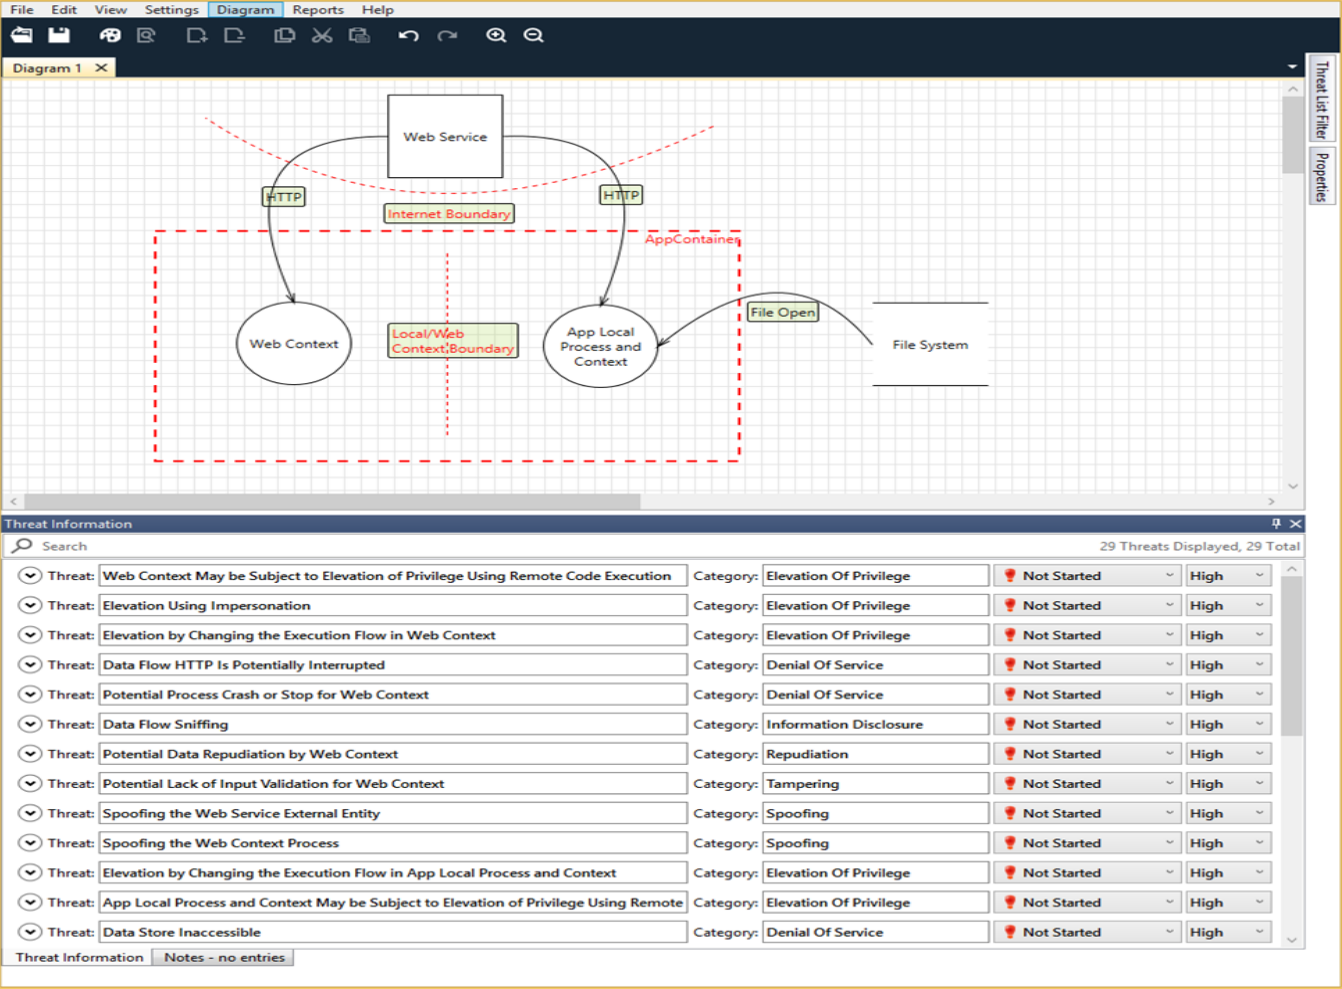 File Edit View Settings Diagram Reports Help
Diagram 1
Threat List Filter
Properties
Web Service
HTTP
HTTP
Internet Boundary
AppContainer
Web Context
Local/Web
Context Boundary
App Local
Process and
Context
File Open
File System
Threat Information
Search 29 Threats Displayed, 29 Total
Threat: Web Context May be Subject to Elevation of Privilege Using Remote Code Execution Category: Elevation Of Privilege Not Started High
Threat: Elevation Using Impersonation Category: Elevation Of Privilege Not Started High
Threat: Elevation by Changing the Execution Flow in Web Context Category: Elevation Of Privilege Not Started High
Threat: Data Flow HTTP Is Potentially Interrupted Category: Denial Of Service Not Started High
Threat: Potential Process Crash or Stop for Web Context Category: Denial Of Service Not Started High
Threat: Data Flow Sniffing Category: Information Disclosure Not Started High
Threat: Potential Data Repudiation by Web Context Category: Repudiation Not Started High
Threat: Potential Lack of Input Validation for Web Context Category: Tampering Not Started High
Threat: Spoofing the Web Service External Entity Category: Spoofing Not Started High
Threat: Spoofing the Web Context Process Category: Spoofing Not Started High
Threat: Elevation by Changing the Execution Flow in App Local Process and Context Category: Elevation Of Privilege Not Started High
Threat: App Local Process and Context May be Subject to Elevation of Privilege Using Remote Category: Elevation Of Privilege Not Started High
Threat: Data Store Inaccessible Category: Denial Of Service Not Started High
Threat Information Notes - no entries